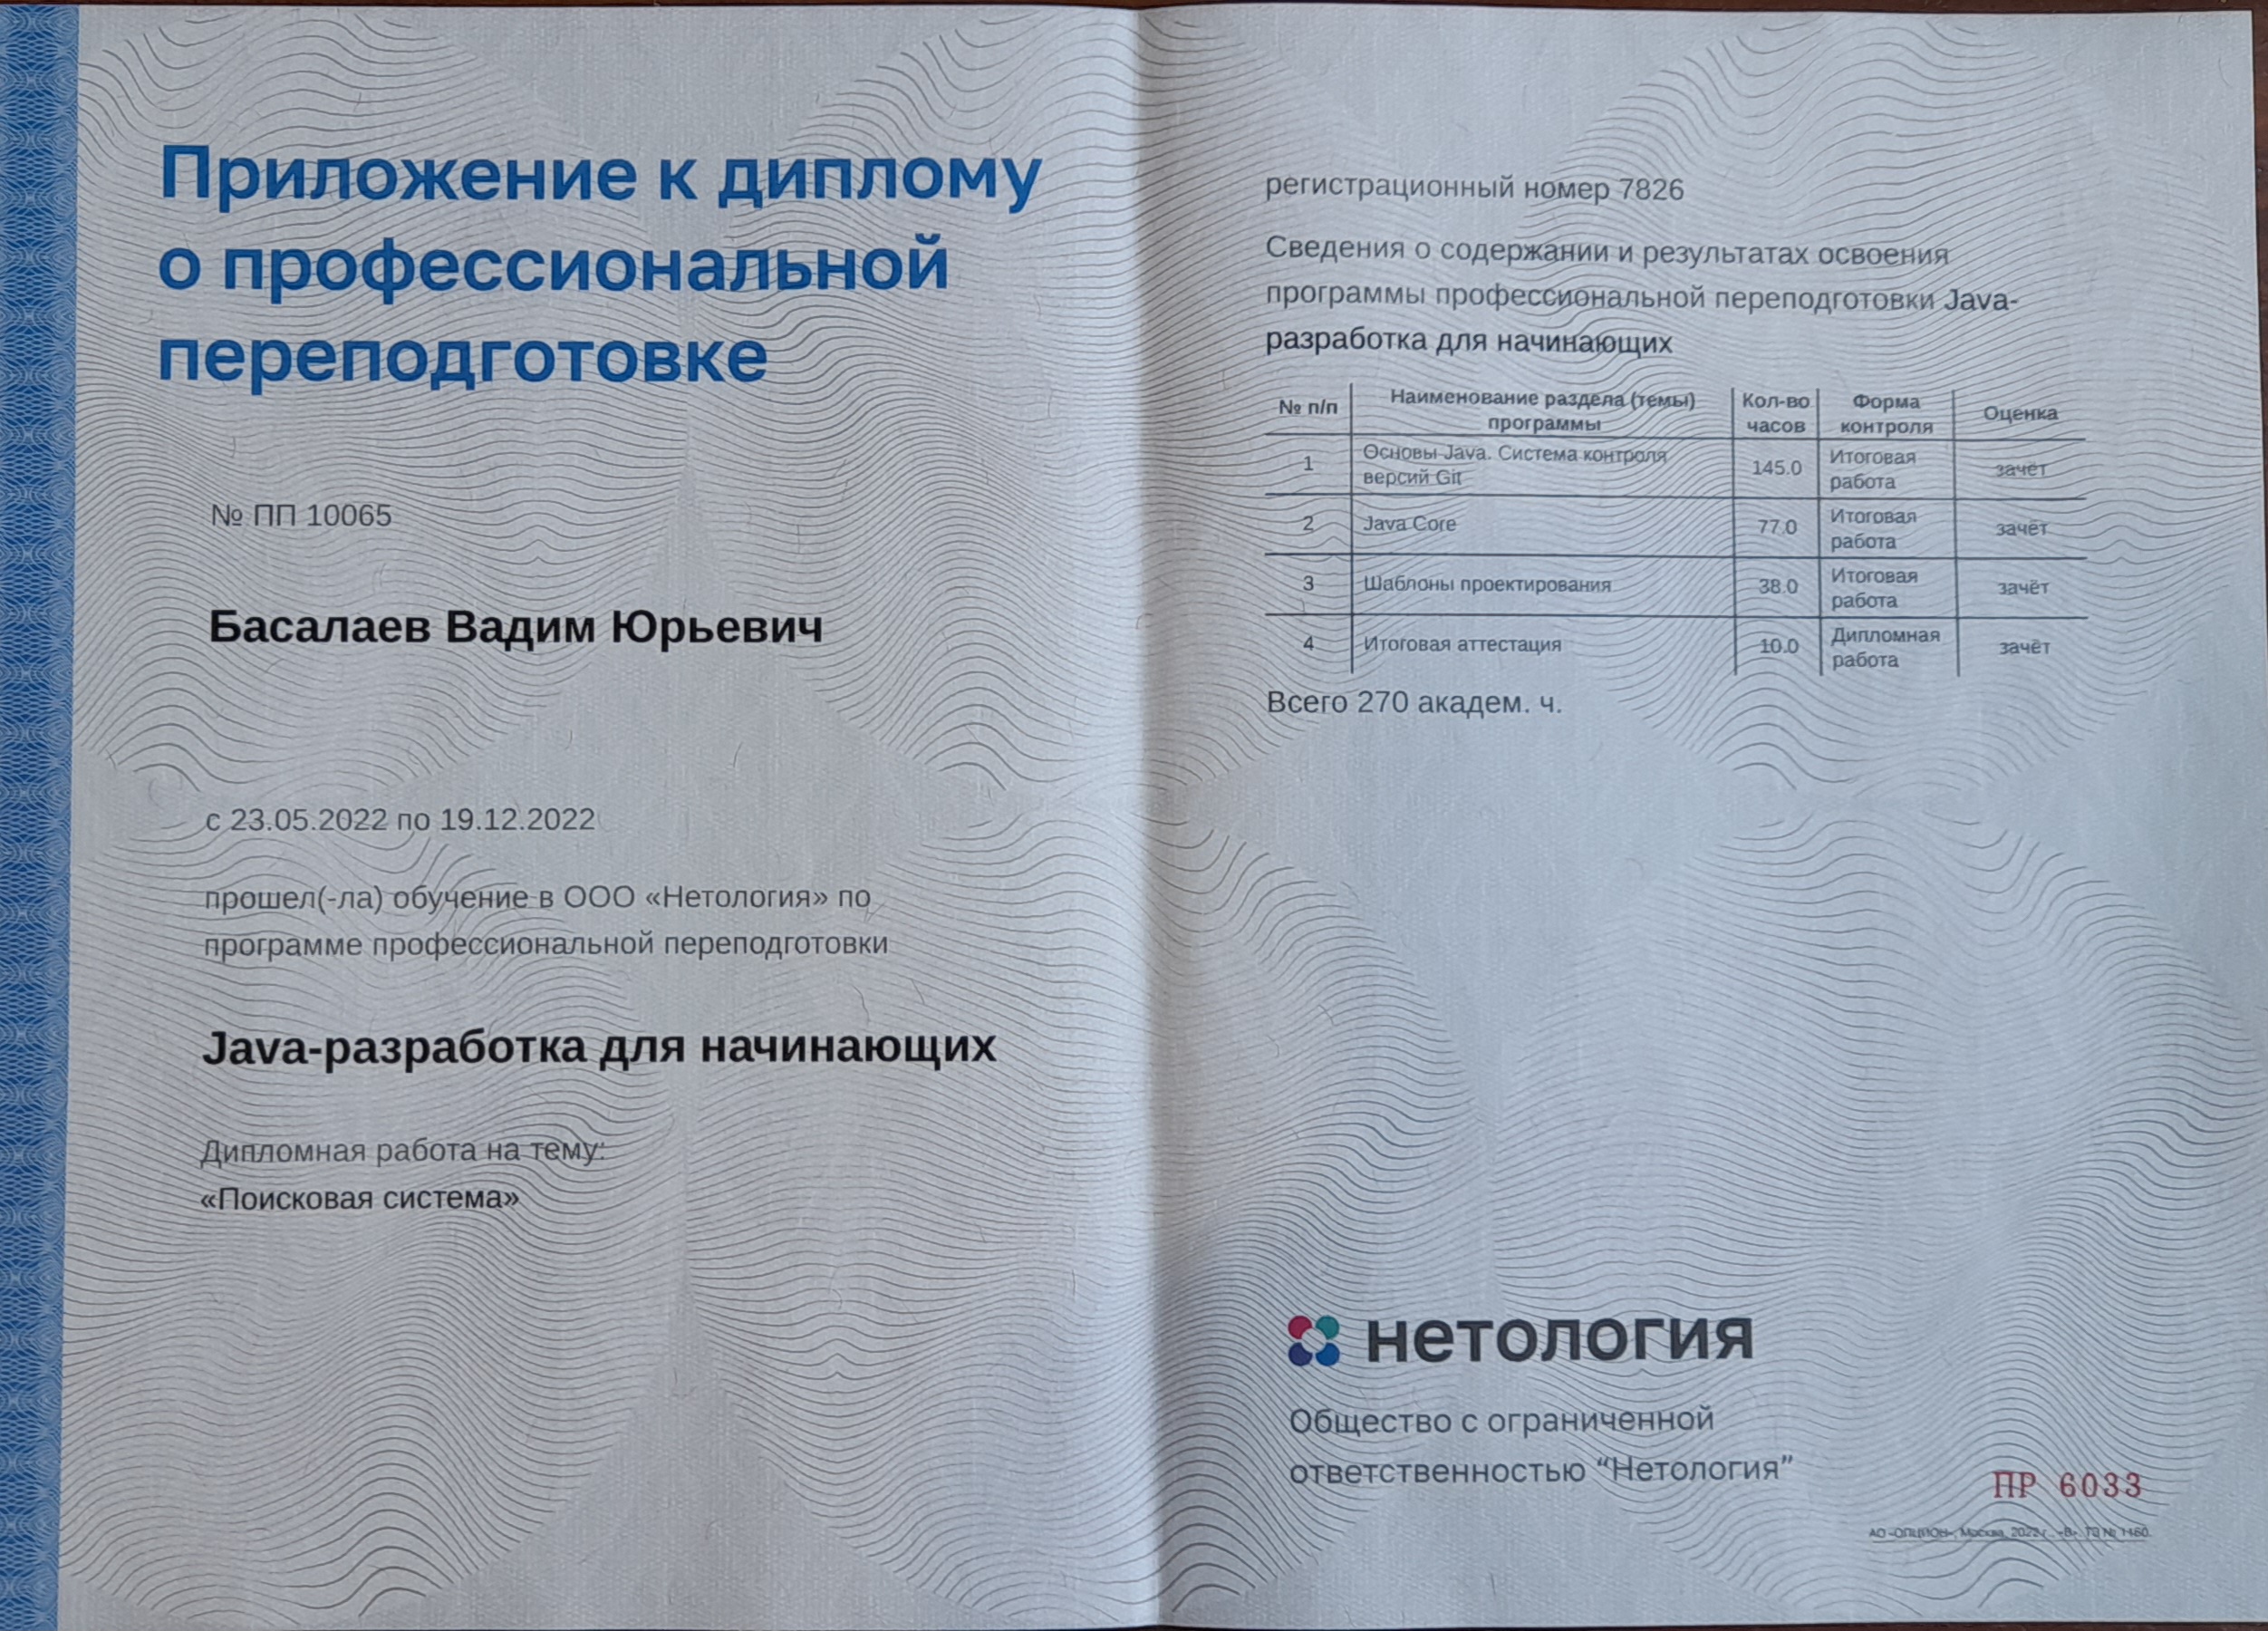 Приложение к диплому
о профессиональной
переподготовке
№ ПП 10065
Басалаев Вадим Юрьевич
с 23.05.2022 по 19.12.2022
прошел(-ла) обучение в ООО «Нетология» по
программе профессиональной переподготовки
Java-разработка для начинающих
Дипломная работа на тему:
«Поисковая система»
регистрационный номер 7826
Сведения о содержании и результатах освоения
программы профессиональной переподготовки Java-
разработка для начинающих
№ п/п Наименование раздела (темы) программы Кол-во часов Форма контроля Оценка
1 Основы Java. Система контроля версий Git 145.0 Итоговая работа зачёт
2 Java Core 77.0 Итоговая работа зачёт
3 Шаблоны проектирования 38.0 Итоговая работа зачёт
4 Итоговая аттестация 10.0 Дипломная работа зачёт
Всего 270 академ. ч.
нетология
Общество с ограниченной
ответственностью “Нетология”
ПР 6033
АО «ОПЦИОН», Москва, 2022 г., «В». ТЗ № 1160.